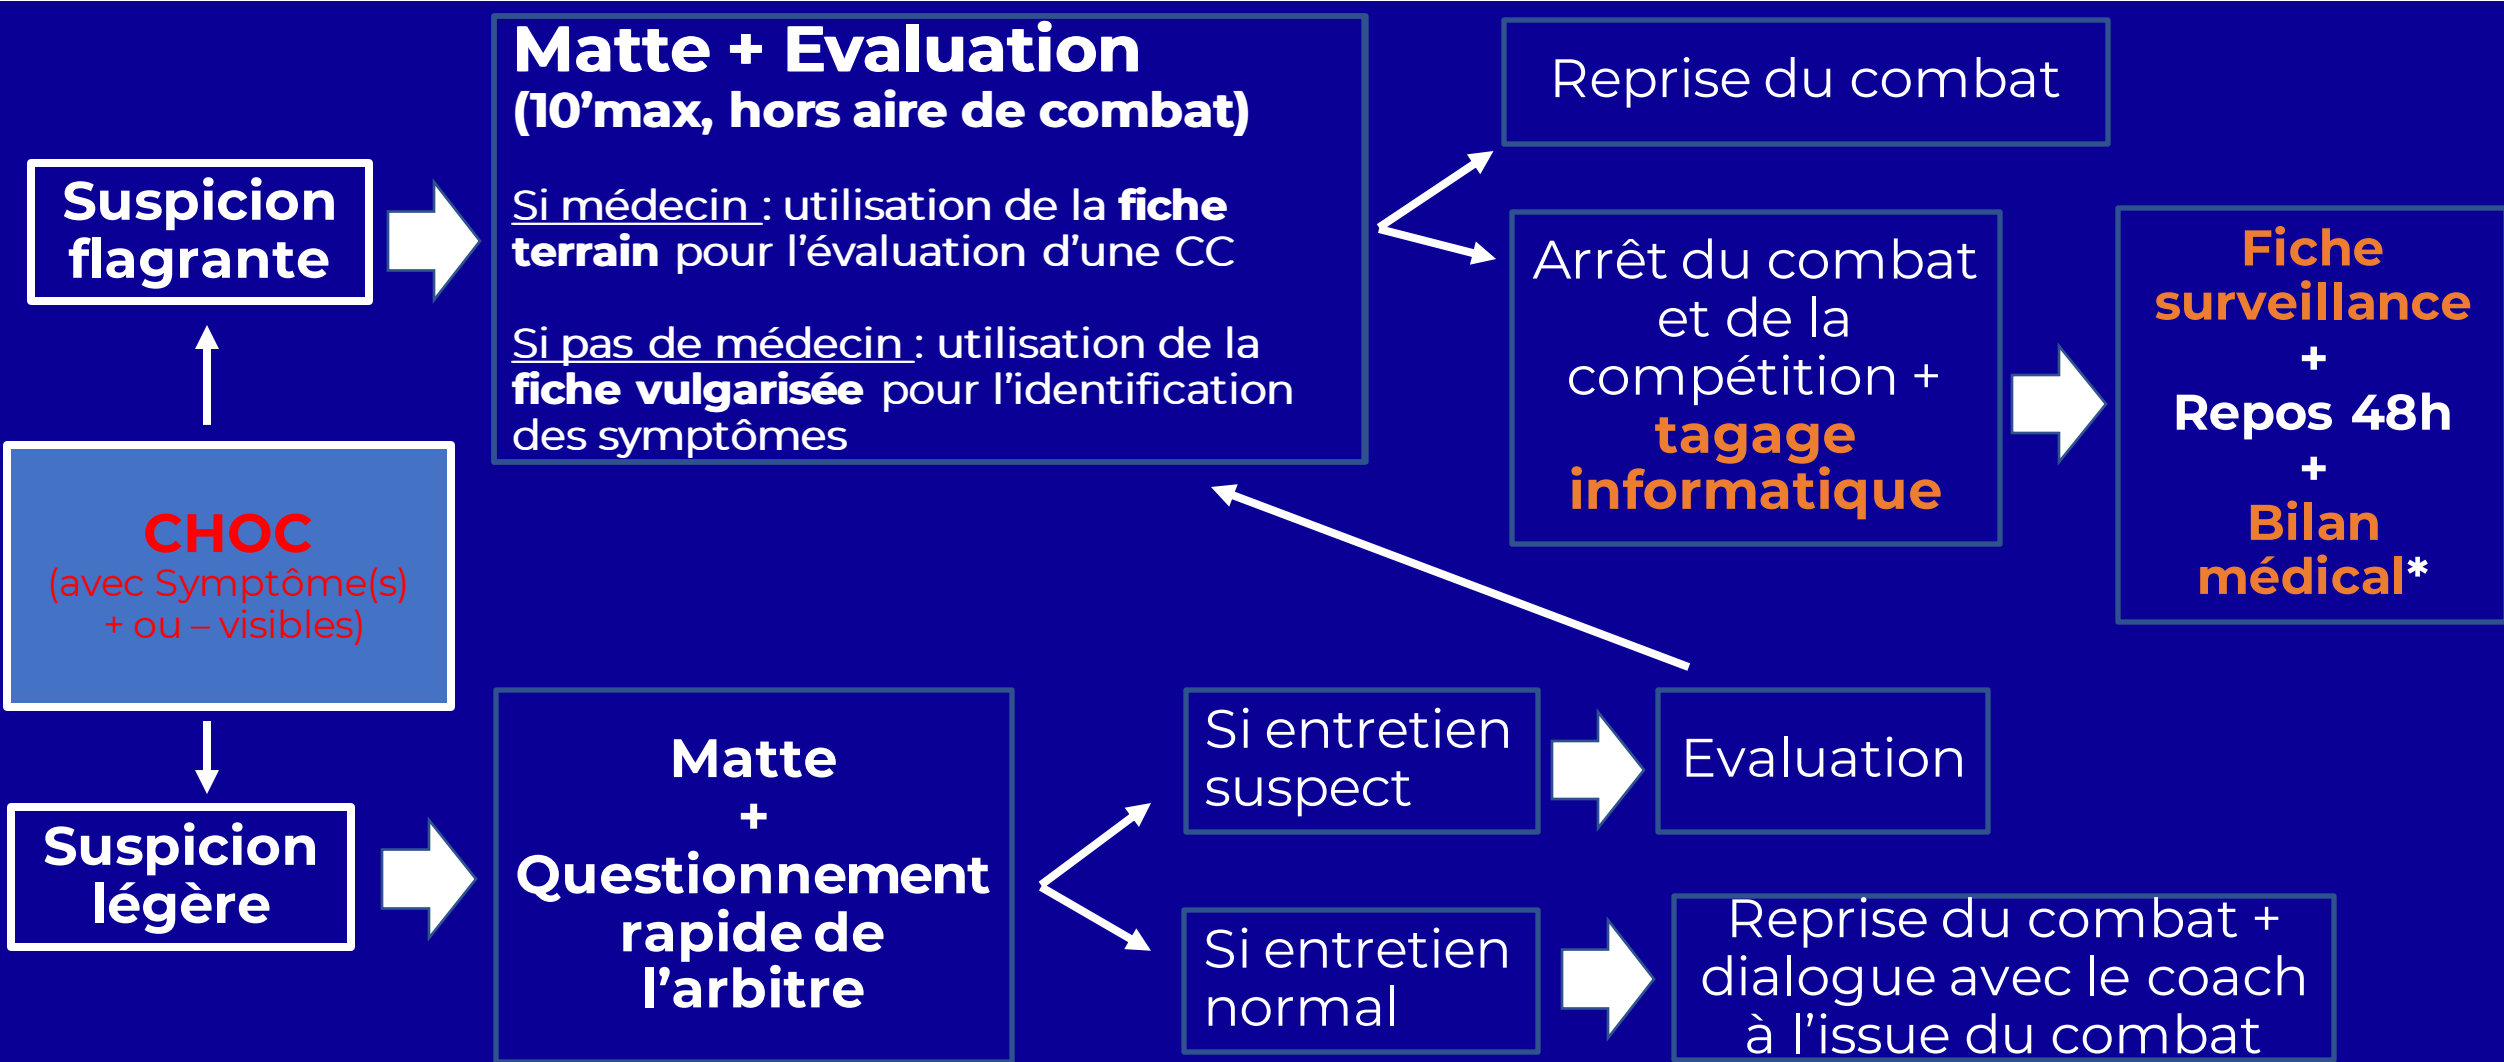 Matte + Evaluation
(10’max, hors aire de combat)
Si médecin : utilisation de la fiche
terrain pour l’évaluation d’une CC
Si pas de médecin : utilisation de la
fiche vulgarisée pour l’identification
des symptômes
Reprise du combat
Suspicion
flagrante
Arrêt du combat
et de la
compétition +
tagage
informatique
Fiche
surveillance
+
Repos 48h
+
Bilan
médical*
CHOC
(avec Symptôme(s)
+ ou – visibles)
Suspicion
légère
Matte
+
Questionnement
rapide de
l’arbitre
Si entretien
suspect
Evaluation
Si entretien
normal
Reprise du combat +
dialogue avec le coach
à l’issue du combat